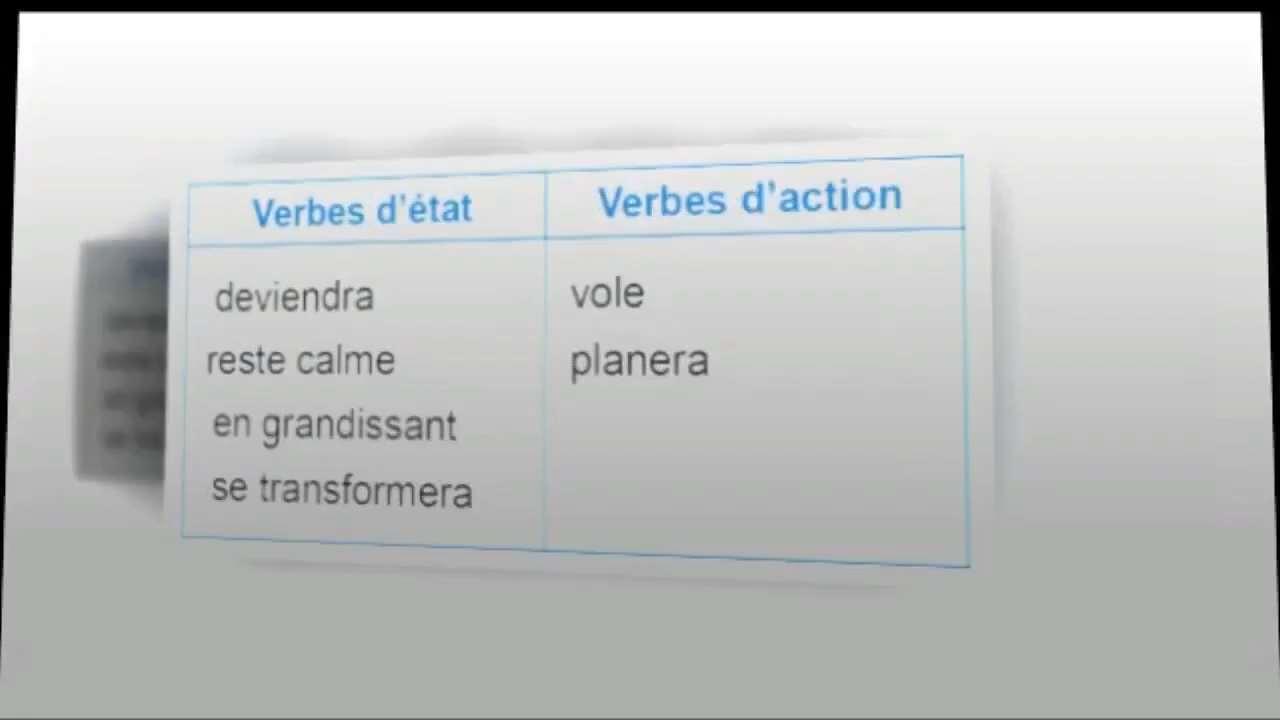 Verbes d'état
Verbes d'action
deviendra
vole
reste calme
planera
en grandissant
se transformera